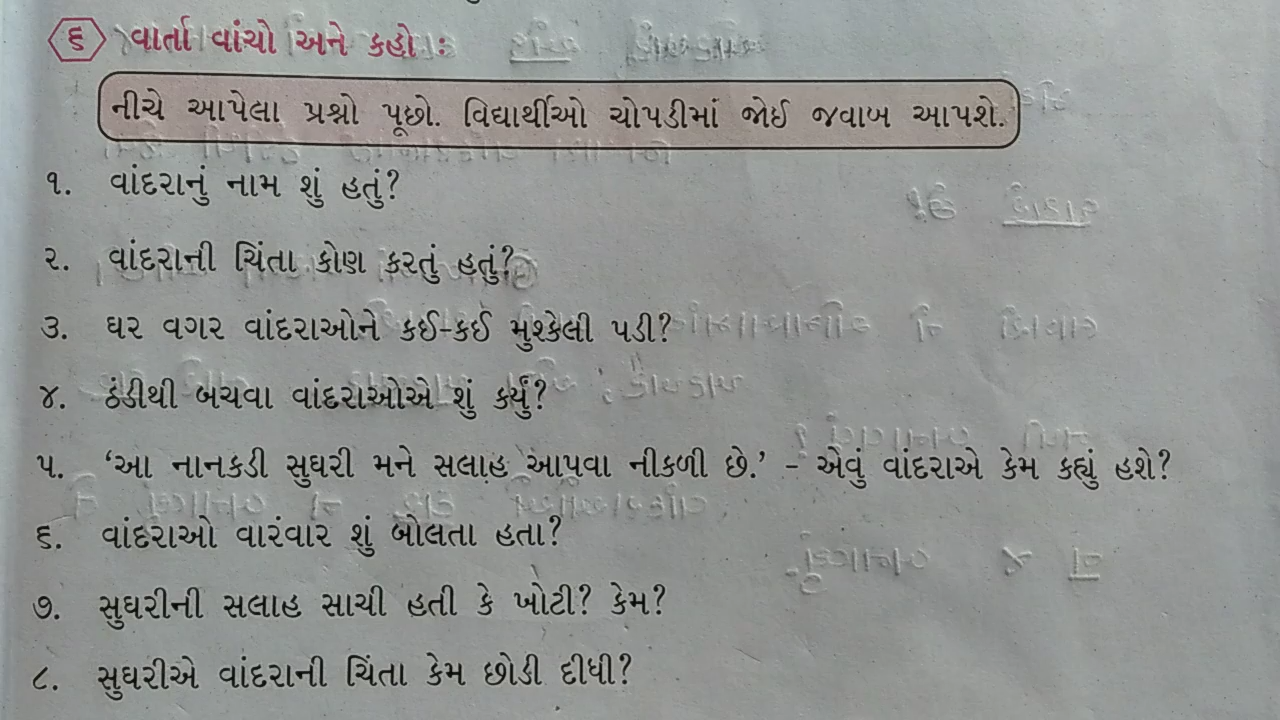 ૬ વાર્તા વાંચો અને કહો :
નીચે આપેલા પ્રશ્નો પૂછો. વિદ્યાર્થીઓ ચોપડીમાં જોઈ જવાબ આપશે.
૧. વાંદરાનું નામ શું હતું?
૨. વાંદરાની ચિંતા કોણ કરતું હતું?
૩. ઘર વગર વાંદરાઓને કઈ-કઈ મુશ્કેલી પડી?
૪. ઠંડીથી બચવા વાંદરાઓએ શું કર્યું?
૫. ‘આ નાનકડી સુઘરી મને સલાહ આપવા નીકળી છે.’ - એવું વાંદરાએ કેમ કહ્યું હશે?
૬. વાંદરાઓ વારંવાર શું બોલતા હતા?
૭. સુઘરીની સલાહ સાચી હતી કે ખોટી? કેમ?
૮. સુઘરીએ વાંદરાની ચિંતા કેમ છોડી દીધી?